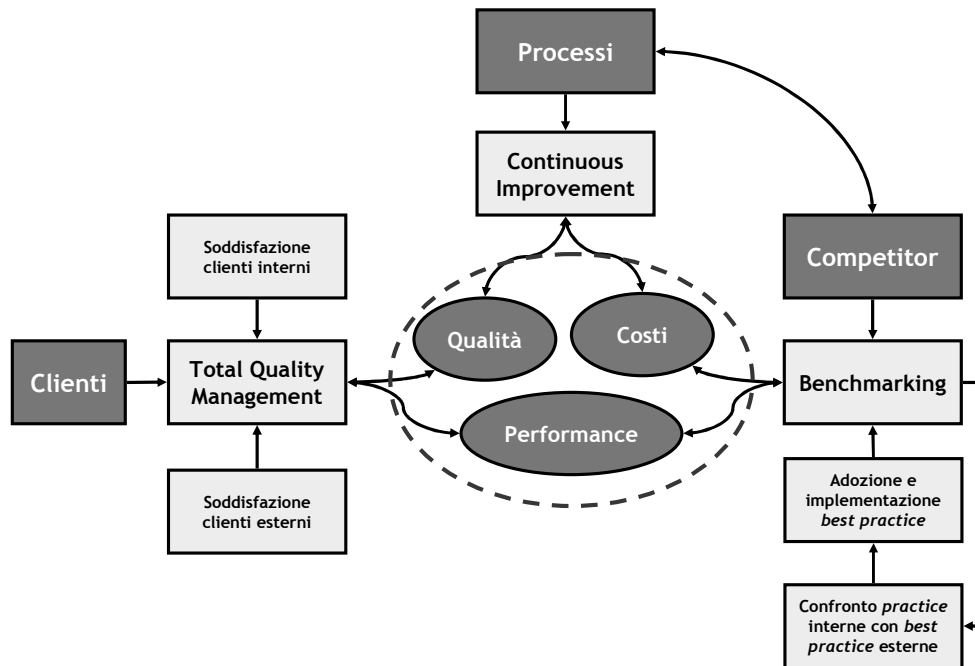 Processi
Continuous
Improvement
Soddisfazione
clienti interni
Competitor
Qualità
Costi
Clienti
Total Quality
Management
Benchmarking
Performance
Soddisfazione
clienti esterni
Adozione e
implementazione
best practice
Confronto practice
interne con best
practice esterne